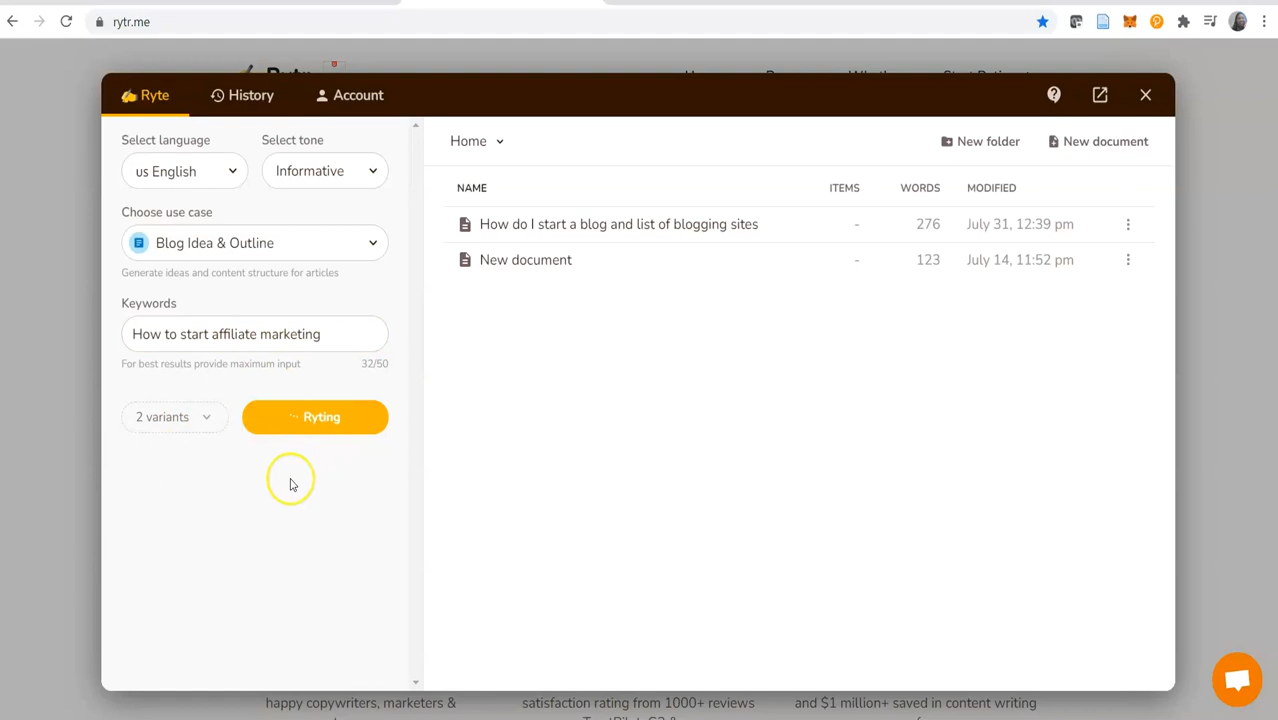 rytr.me
Ryte History Account
Select language Select tone
us English Informative
Choose use case
Blog Idea & Outline
Generate ideas and content structure for articles
Keywords
How to start affiliate marketing
For best results provide maximum input 32/50
2 variants Ryting
Home New folder New document
NAME ITEMS WORDS MODIFIED
How do I start a blog and list of blogging sites - 276 July 31, 12:39 pm
New document - 123 July 14, 11:52 pm
happy copywriters, marketers & satisfaction rating from 1000+ reviews and $1 million+ saved in content writing